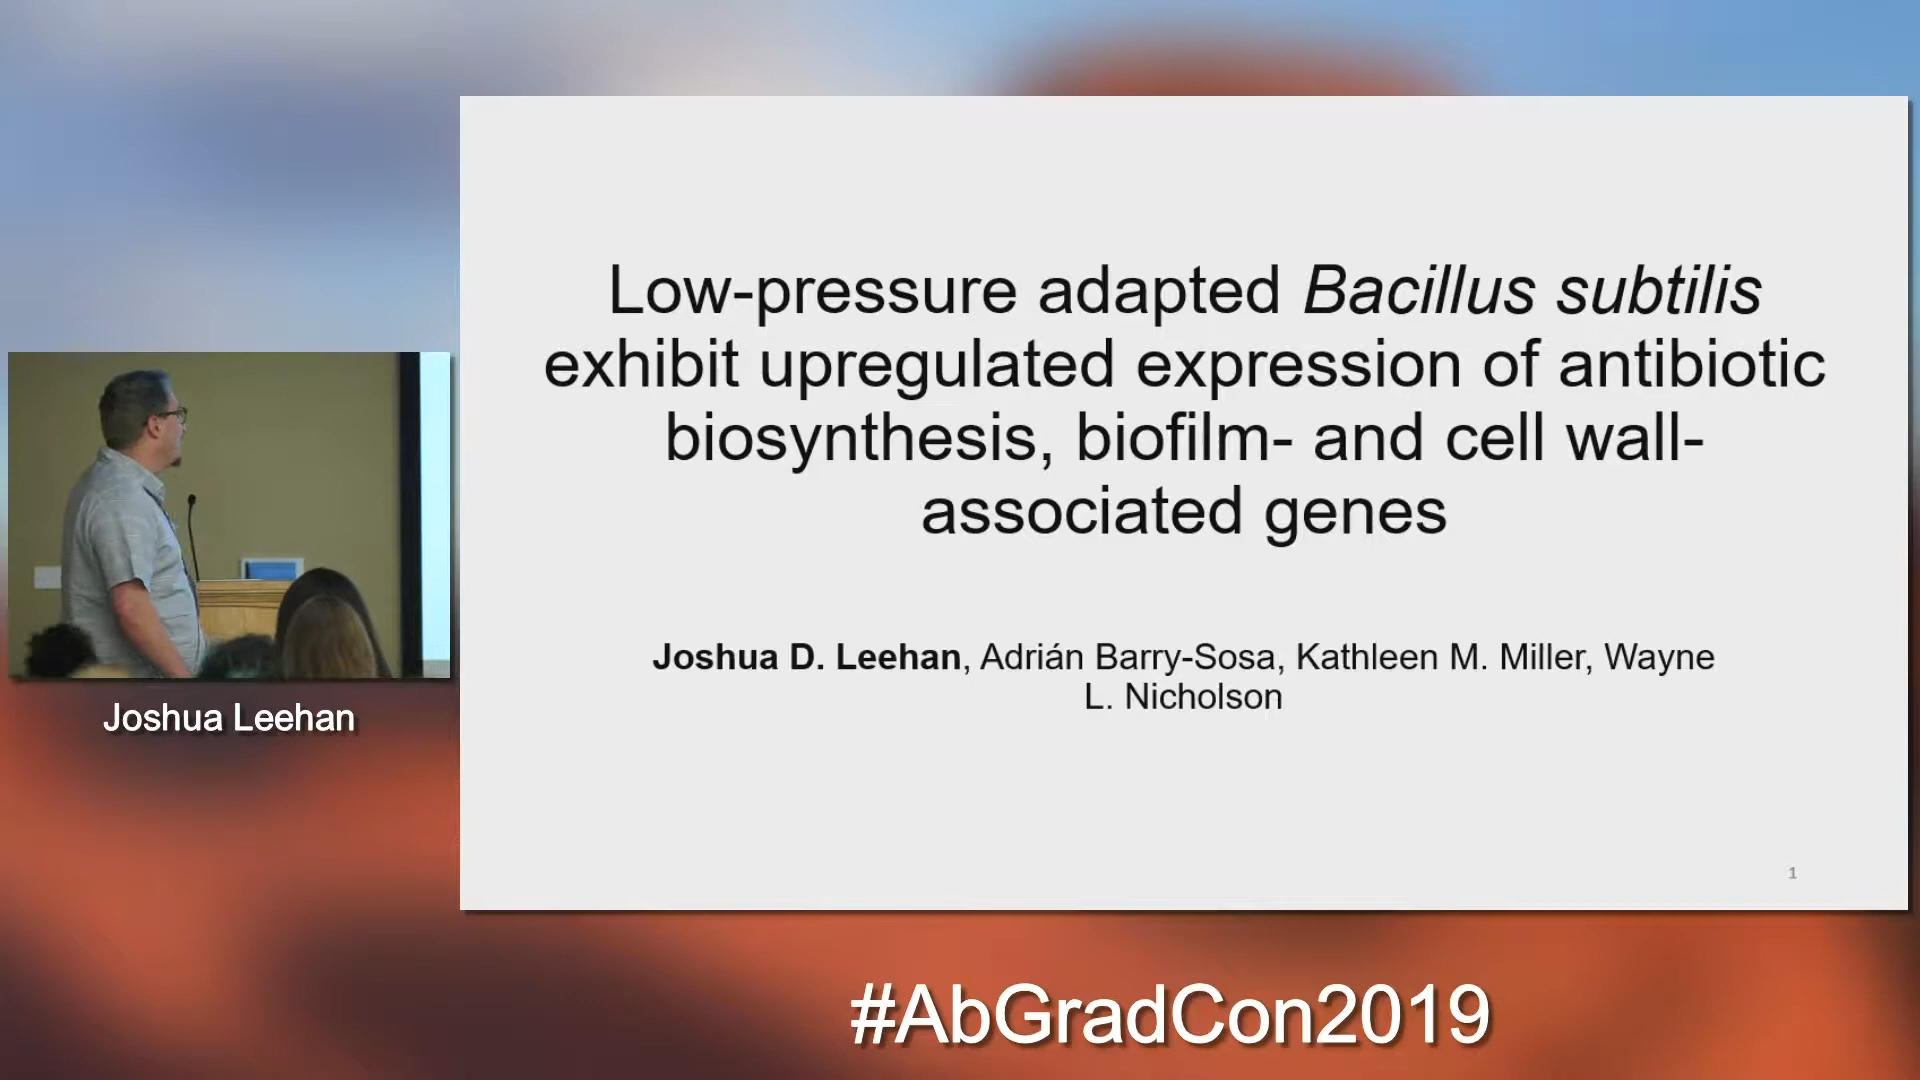 Low-pressure adapted Bacillus subtilis
exhibit upregulated expression of antibiotic
biosynthesis, biofilm- and cell wall-
associated genes
Joshua D. Leehan, Adrián Barry-Sosa, Kathleen M. Miller, Wayne
L. Nicholson
1
Joshua Leehan
#AbGradCon2019